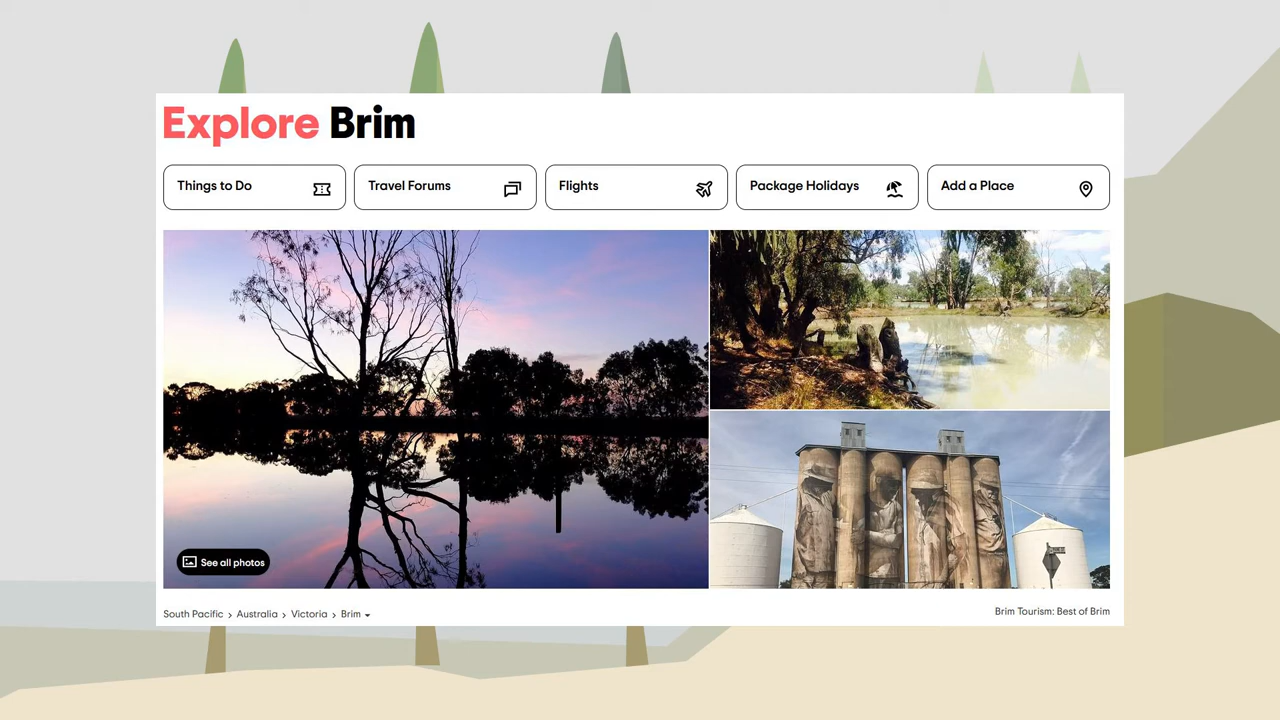 Explore Brim
Things to Do
Travel Forums
Flights
Package Holidays
Add a Place
See all photos
South Pacific > Australia > Victoria > Brim
Brim Tourism: Best of Brim